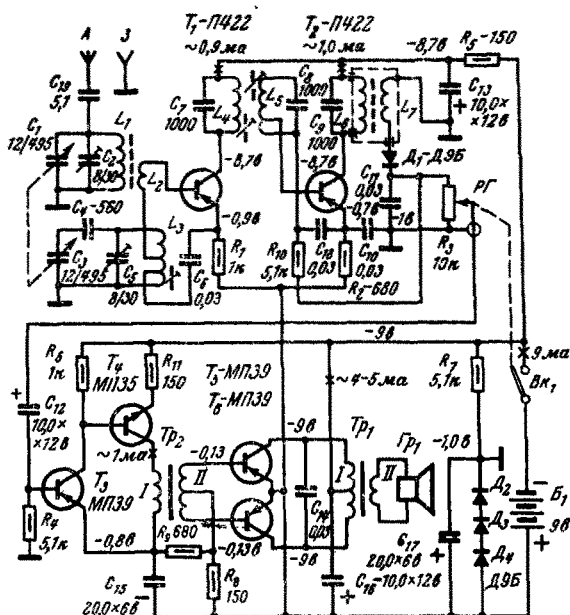 T₁-П422
~0,9 ма
T₂-П422
~1,0 ма
-8,7в
R₅-150
A
З
C₁₉
5,1
C₇
1000
L₄
L₅
C₈
1000
L₆
C₉
1000
L₇
C₁₃
10,0×
×12в
L₁
C₁
12/495
C₂
8/30
L₂
-8,7в
-8,7в
Д₁-Д9Б
C₁₁
0,03
РГ
C₄-560
L₃
-0,9в
-0,7в
-1в
C₃
12/495
C₅
8/30
C₆
0,03
R₁
1к
R₁₀
5,1к
C₁₈
0,03
C₁₀
0,03
R₂-680
R₃
10к
-9в
R₆
1к
T₄
МП35
R₁₁
150
T₅-МП39
T₆-МП39
~4-5ма
R₇
5,1к
9ма
Вк₁
C₁₂
10,0×
×12в
~1ма
Тр₂
-0,13
-9в
Тр₁
Гр₁
-1,0в
T₃
МП39
I
II
I
II
Д₂
Б₁
9в
R₄
5,1к
-0,8в
R₉ 680
-0,13в
C₁₄
0,03
-9в
C₁₇
20,0×6в
Д₃
Д₄
C₁₅
20,0×6в
R₈
150
C₁₆-10,0×12в
Д9Б